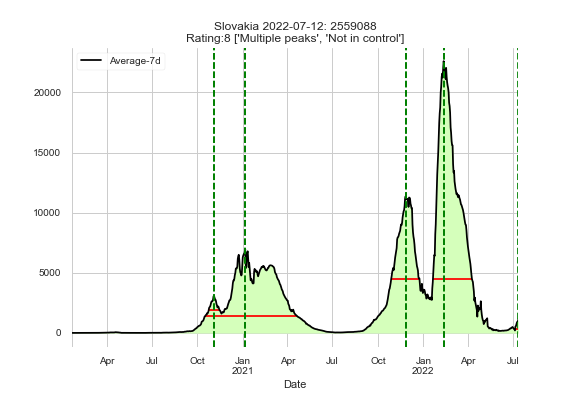 Slovakia 2022-07-12: 2559088
Rating:8 ['Multiple peaks', 'Not in control']
Average-7d
20000
15000
10000
5000
0
Apr Jul Oct Jan Apr Jul Oct Jan Apr Jul
2021 2022
Date